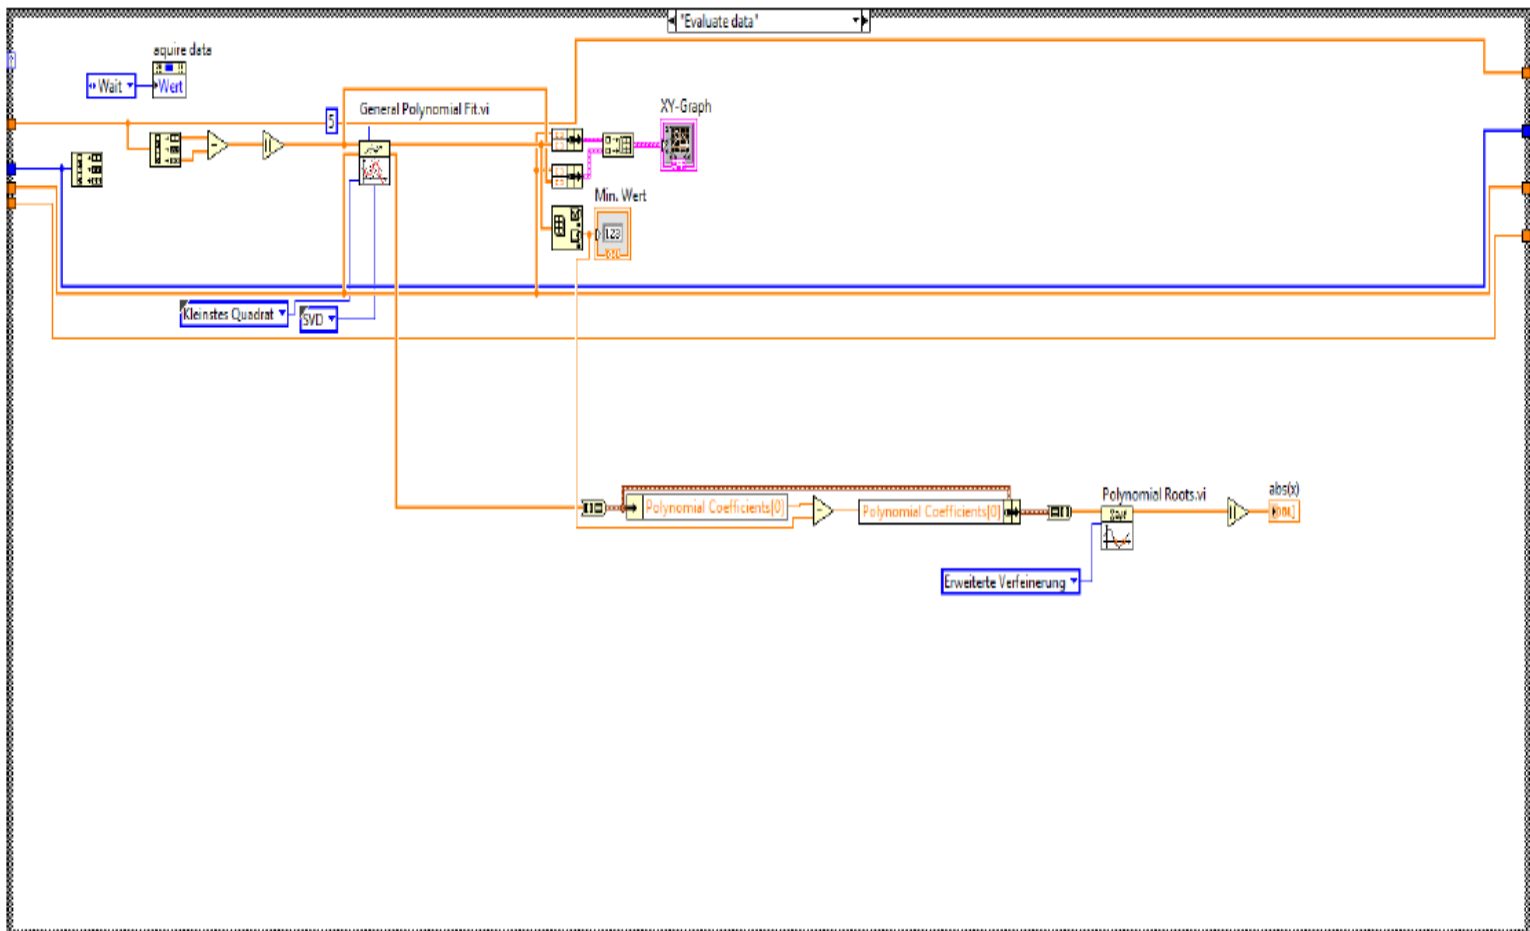 "Evaluate data"
aquire data
Wait
Wert
5
General Polynomial Fit.vi
XY-Graph
Min. Wert
123
Kleinstes Quadrat
SVD
Polynomial Coefficients[0]
Polynomial Coefficients[0]
Polynomial Roots.vi
abs(x)
Erweiterte Verfeinerung